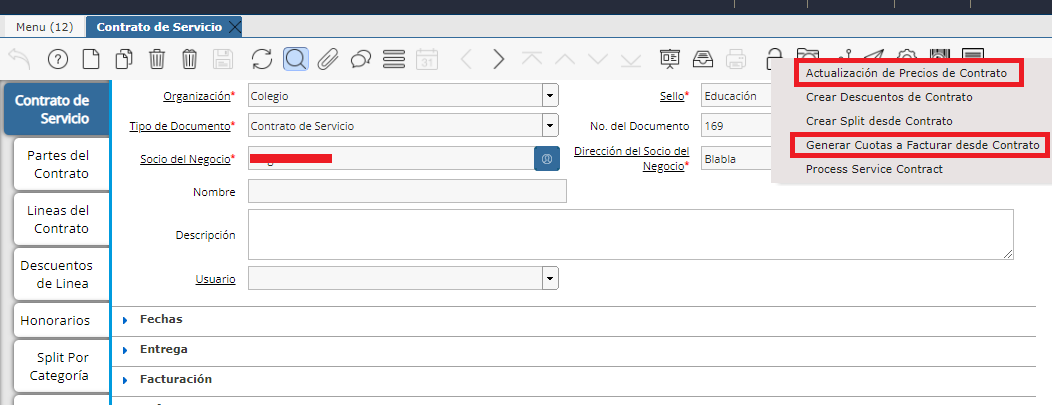 Menu (12)
Contrato de Servicio
31
Actualización de Precios de Contrato
Crear Descuentos de Contrato
Crear Split desde Contrato
Generar Cuotas a Facturar desde Contrato
Process Service Contract
Contrato de
Servicio
Partes del
Contrato
Lineas del
Contrato
Descuentos
de Linea
Honorarios
Split Por
Categoría
Organización* Colegio
Sello* Educación
Tipo de Documento* Contrato de Servicio
No. del Documento 169
Socio del Negocio*
Dirección del Socio del
Negocio* Blabla
Nombre
Descripción
Usuario
Fechas
Entrega
Facturación